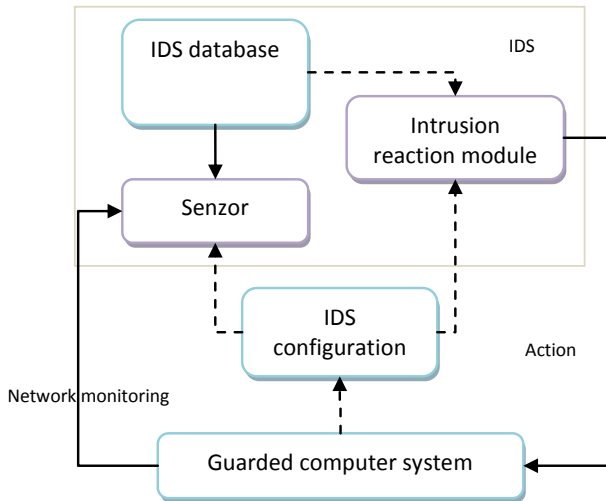 IDS database
IDS
Intrusion
reaction module
Senzor
IDS
configuration
Action
Network monitoring
Guarded computer system